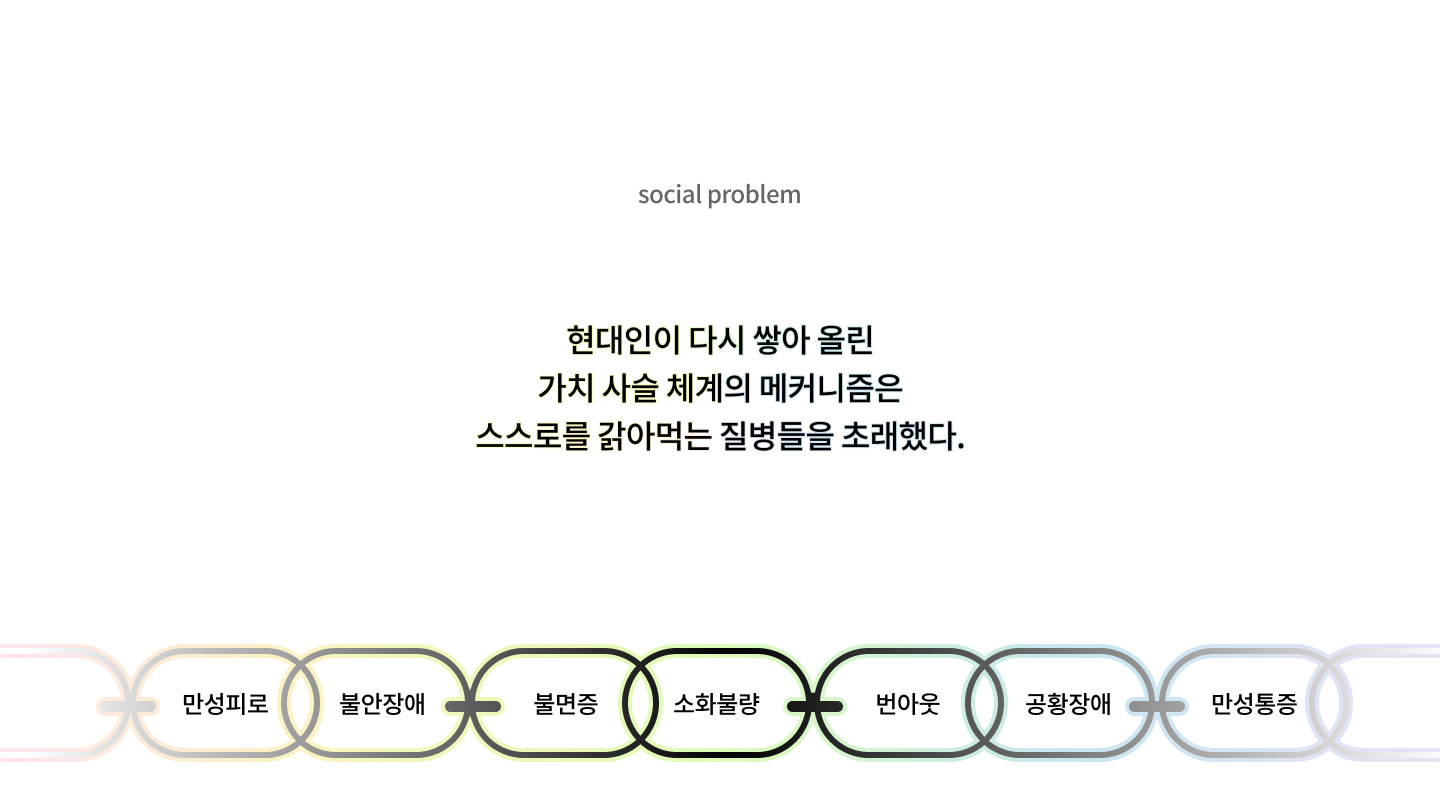 social problem
현대인이 다시 쌓아 올린
가치 사슬 체계의 메커니즘은
스스로를 갉아먹는 질병들을 초래했다.
만성피로 불안장애 불면증 소화불량 번아웃 공황장애 만성통증